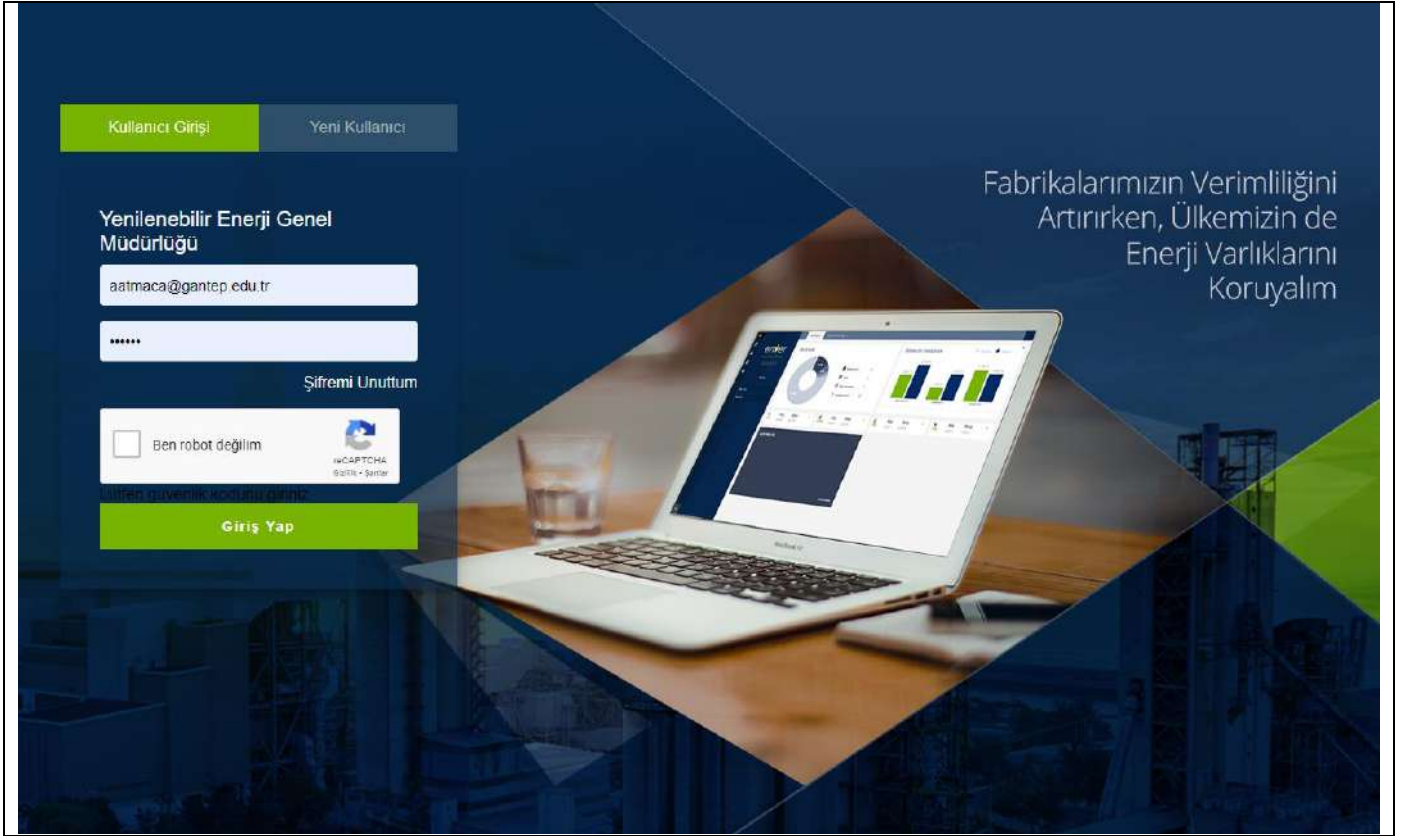 Kullanıcı Girişi
Yeni Kullanıcı
Yenilenebilir Enerji Genel
Müdürlüğü
aatmaca@gantep.edu.tr
••••••
Şifremi Unuttum
Ben robot değilim
reCAPTCHA
Gizlilik • Şartlar
Lütfen güvenlik kodunu giriniz
Giriş Yap
Fabrikalarımızın Verimliliğini
Artırırken, Ülkemizin de
Enerji Varlıklarını
Koruyalım